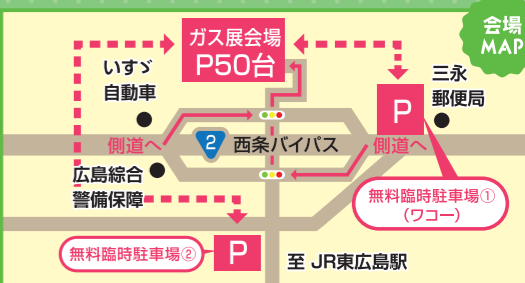 会場
MAP
ガス展会場
P50台
いすゞ
自動車
三永
郵便局
P
側道へ
2
西条バイパス
側道へ
広島綜合
警備保障
無料臨時駐車場①
(ワコー)
無料臨時駐車場②
P
至 JR東広島駅